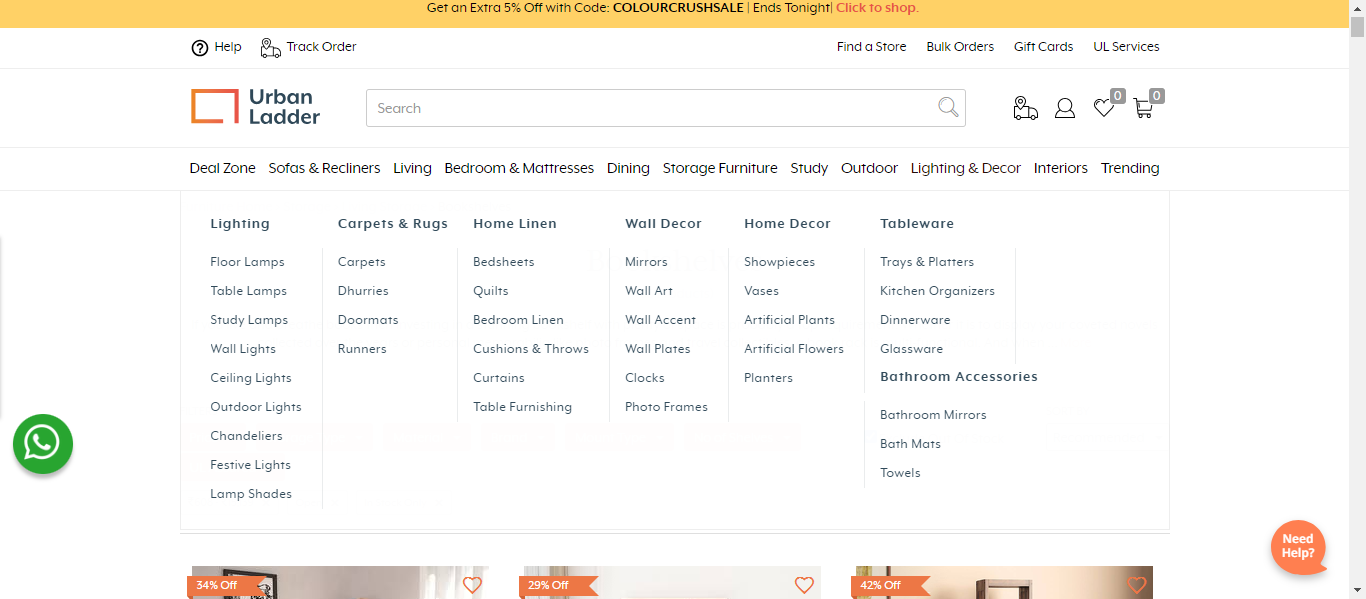 Get an Extra 5% Off with Code: COLOURCRUSHSALE | Ends Tonight| Click to shop.
Help
Track Order
Find a Store
Bulk Orders
Gift Cards
UL Services
Urban
Ladder
Search
0
0
Deal Zone
Sofas & Recliners
Living
Bedroom & Mattresses
Dining
Storage Furniture
Study
Outdoor
Lighting & Decor
Interiors
Trending
Lighting
Floor Lamps
Table Lamps
Study Lamps
Wall Lights
Ceiling Lights
Outdoor Lights
Chandeliers
Festive Lights
Lamp Shades
Carpets & Rugs
Carpets
Dhurries
Doormats
Runners
Home Linen
Bedsheets
Quilts
Bedroom Linen
Cushions & Throws
Curtains
Table Furnishing
Wall Decor
Mirrors
Wall Art
Wall Accent
Wall Plates
Clocks
Photo Frames
Home Decor
Showpieces
Vases
Artificial Plants
Artificial Flowers
Planters
Tableware
Trays & Platters
Kitchen Organizers
Dinnerware
Glassware
Bathroom Accessories
Bathroom Mirrors
Bath Mats
Towels
Need
Help?
34% Off
29% Off
42% Off